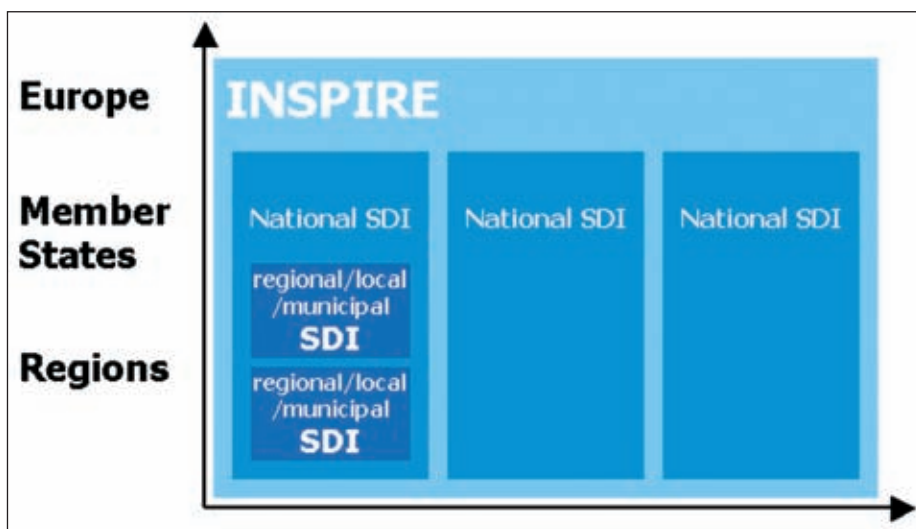 Europe
INSPIRE
Member
States
National SDI
National SDI
National SDI
regional/local
/municipal
SDI
Regions
regional/local
/municipal
SDI